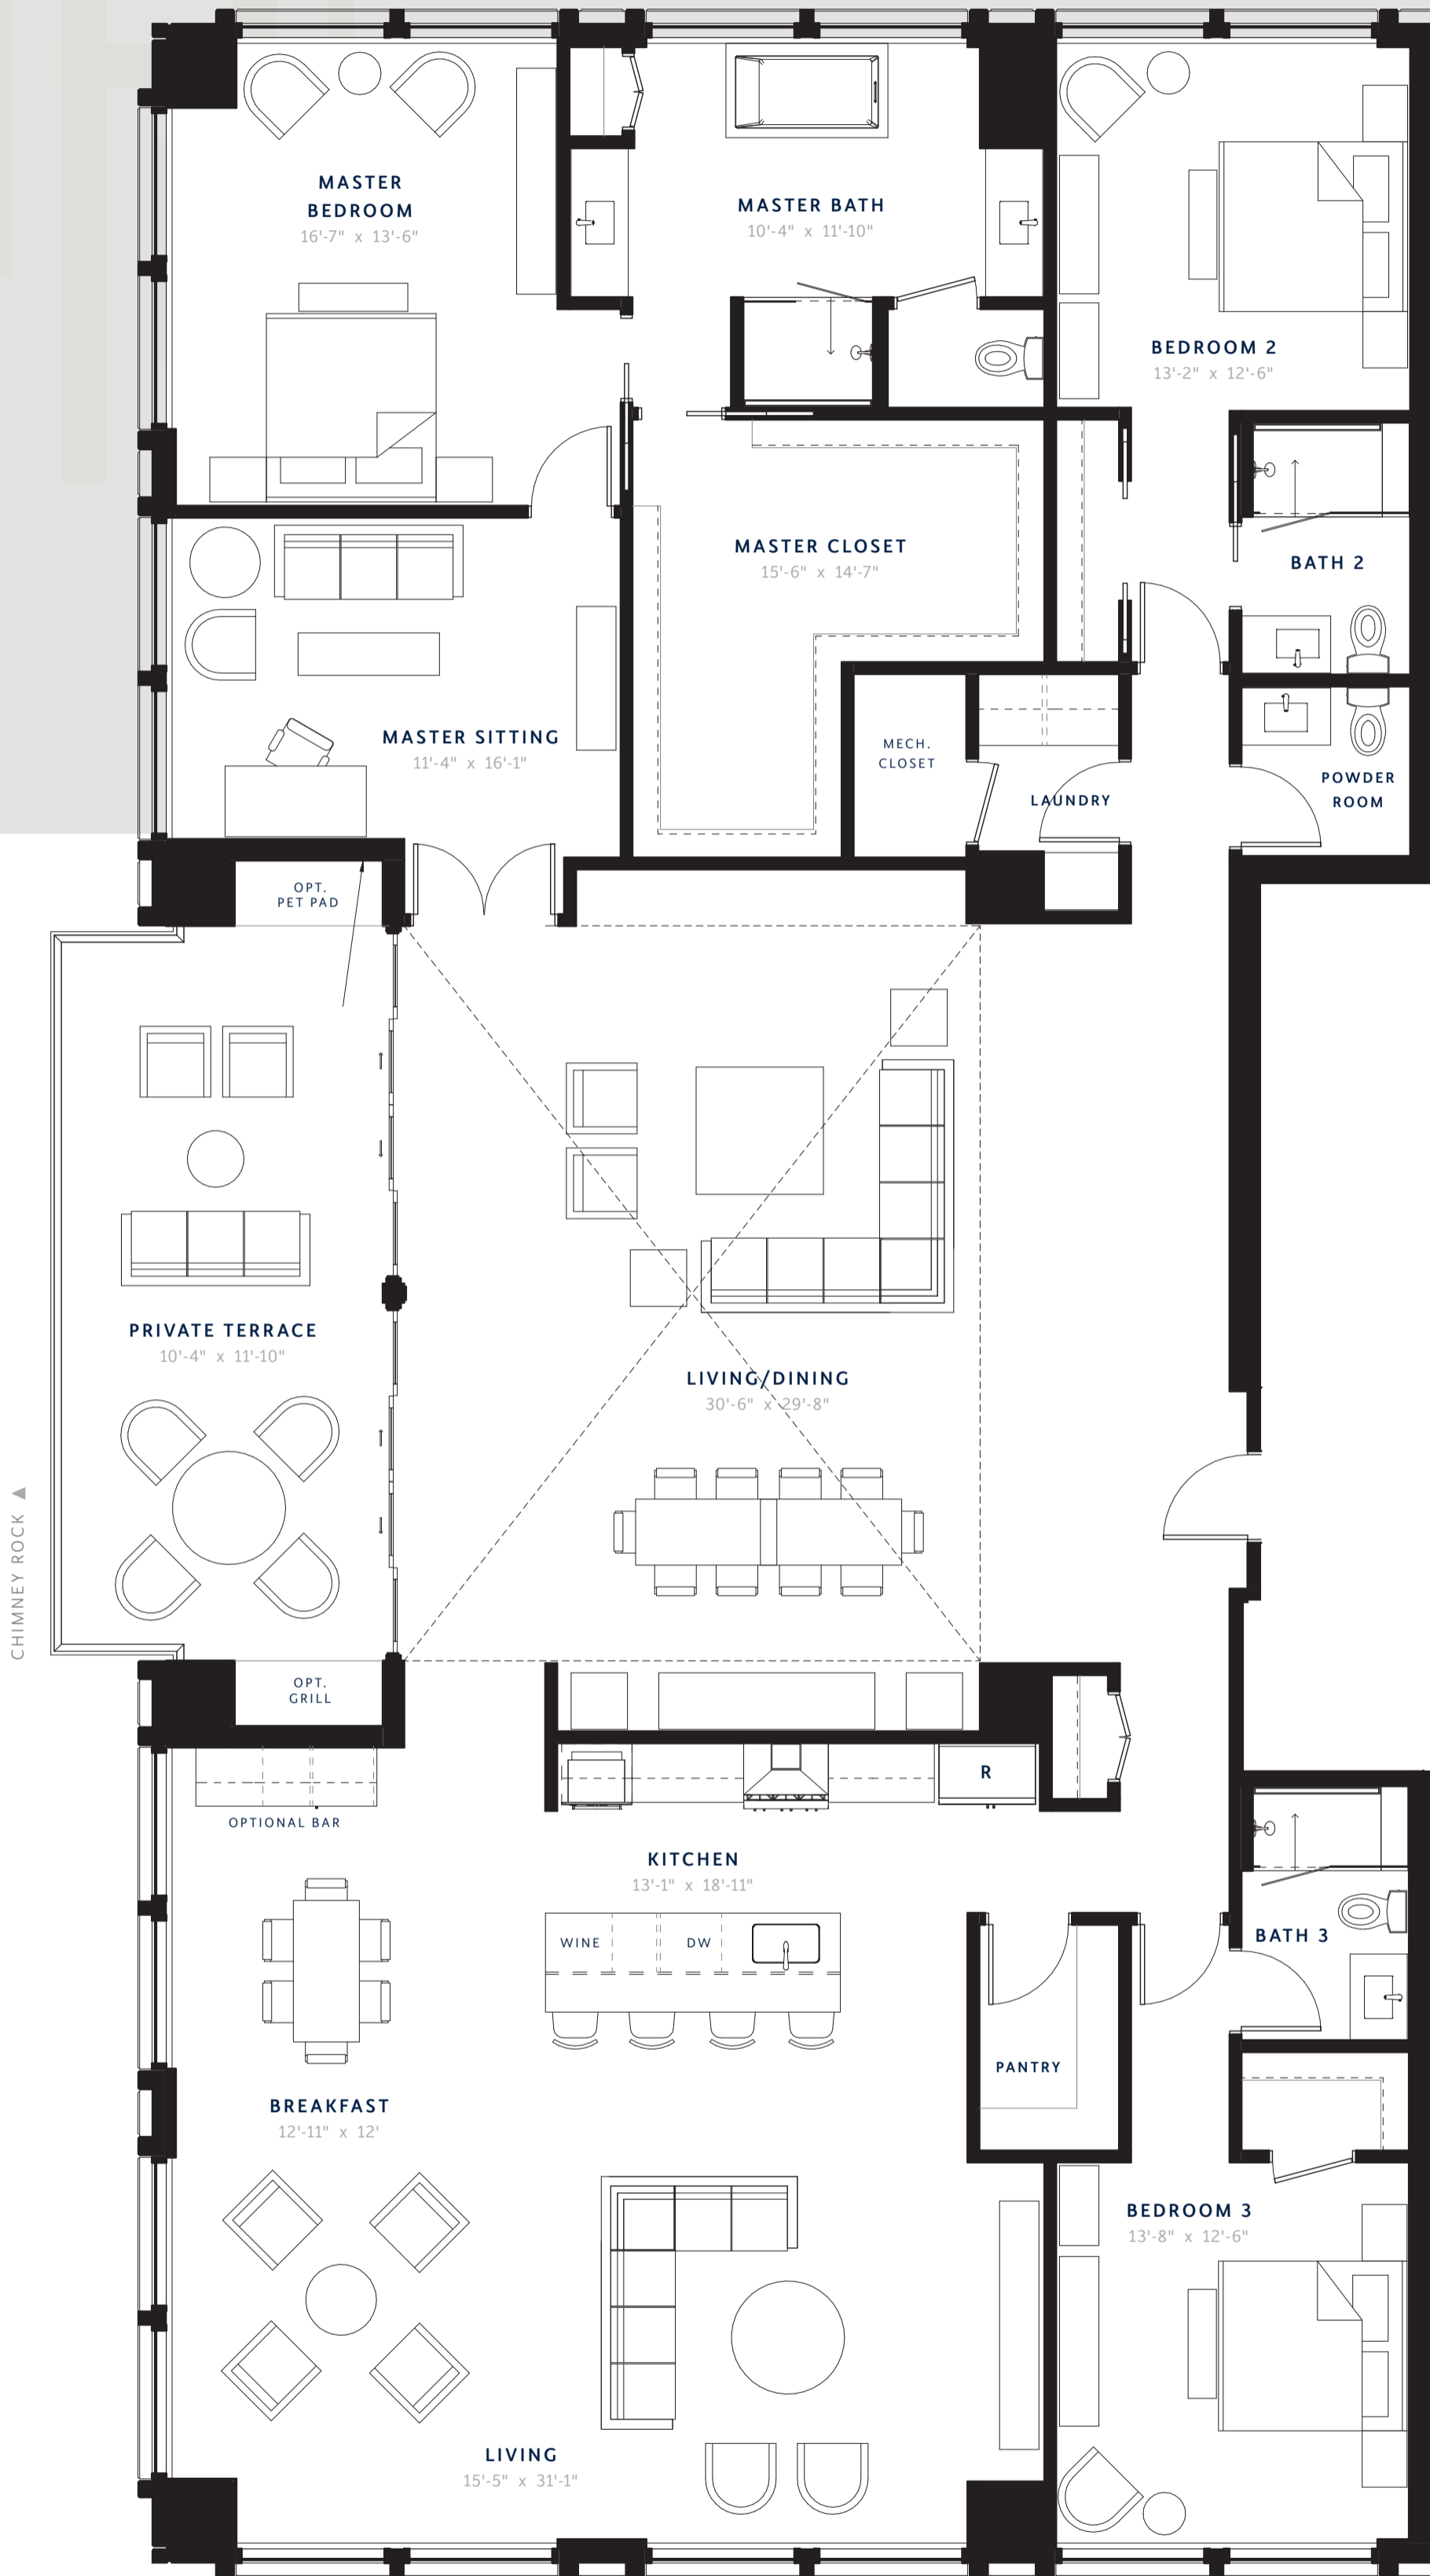 MASTER
BEDROOM
16'-7" x 13'-6"
MASTER BATH
10'-4" x 11'-10"
BEDROOM 2
13'-2" x 12'-6"
MASTER CLOSET
15'-6" x 14'-7"
BATH 2
MASTER SITTING
11'-4" x 16'-1"
MECH.
CLOSET
LAUNDRY
POWDER
ROOM
OPT.
PET PAD
PRIVATE TERRACE
10'-4" x 11'-10"
LIVING/DINING
30'-6" x 29'-8"
CHIMNEY ROCK ▲
OPT.
GRILL
R
OPTIONAL BAR
KITCHEN
13'-1" x 18'-11"
WINE
DW
BATH 3
PANTRY
BREAKFAST
12'-11" x 12'
BEDROOM 3
13'-8" x 12'-6"
LIVING
15'-5" x 31'-1"